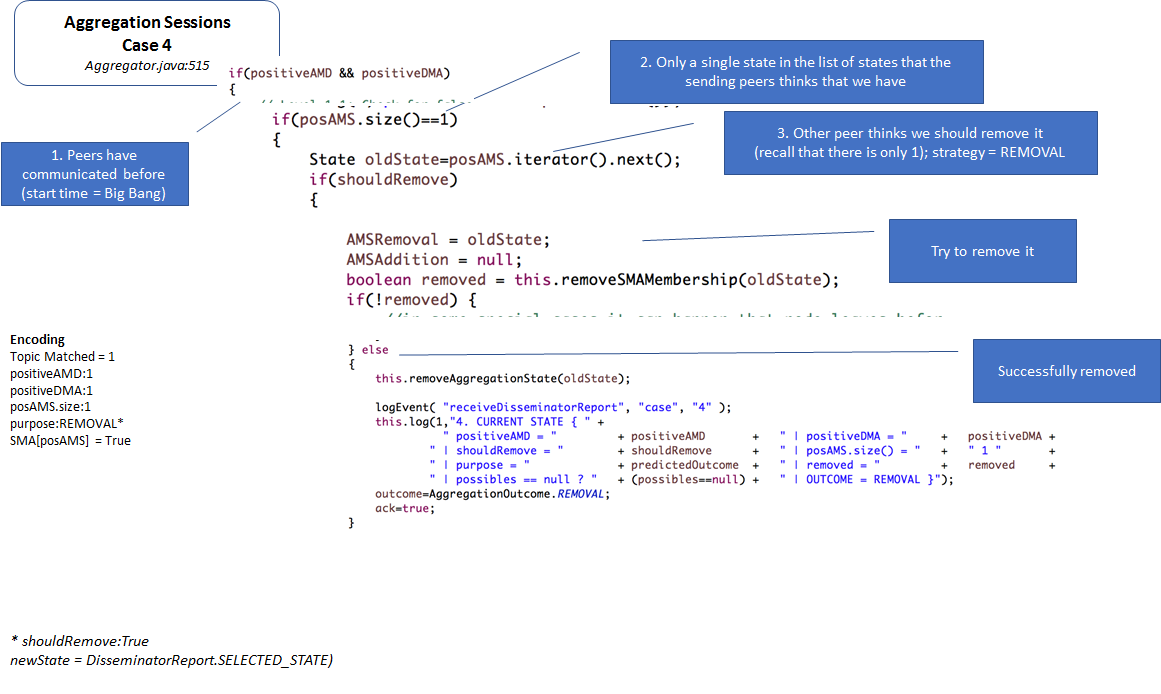 Aggregation Sessions
Case 4
Aggregator.java:515
if(positiveAMD && positiveDMA)
{
if(posAMS.size()==1)
{
State oldState=posAMS.iterator().next();
if(shouldRemove)
{
AMSRemoval = oldState;
AMSAddition = null;
boolean removed = this.removeSMAMembership(oldState);
if(!removed) {
} else
{
this.removeAggregationState(oldState);
logEvent( "receiveDisseminatorReport", "case", "4" );
this.log(1,"4. CURRENT STATE { " +
" positiveAMD = " + positiveAMD + " | positiveDMA = " + positiveDMA +
" | shouldRemove = " + shouldRemove + " | posAMS.size() = " + " 1 " +
" | purpose = " + predictedOutcome + " | removed = " + removed +
" | possibles == null ? " + (possibles==null) + " | OUTCOME = REMOVAL }");
outcome=AggregationOutcome.REMOVAL;
ack=true;
}
1. Peers have
communicated before
(start time = Big Bang)
2. Only a single state in the list of states that the
sending peers thinks that we have
3. Other peer thinks we should remove it
(recall that there is only 1); strategy = REMOVAL
Try to remove it
Successfully removed
Encoding
Topic Matched = 1
positiveAMD:1
positiveDMA:1
posAMS.size:1
purpose:REMOVAL*
SMA[posAMS] = True
* shouldRemove:True
newState = DisseminatorReport.SELECTED_STATE)